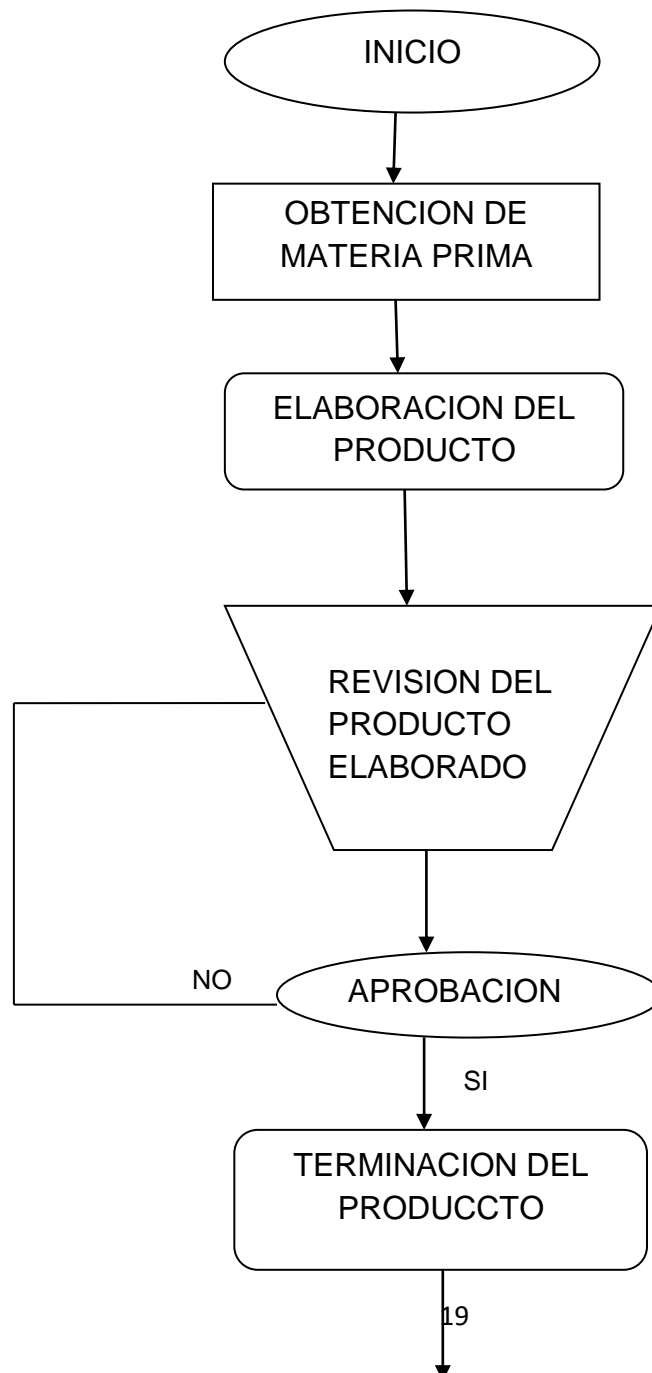 INICIO
OBTENCION DE
MATERIA PRIMA
ELABORACION DEL
PRODUCTO
REVISION DEL
PRODUCTO
ELABORADO
NO
APROBACION
SI
TERMINACION DEL
PRODUCCTO
19